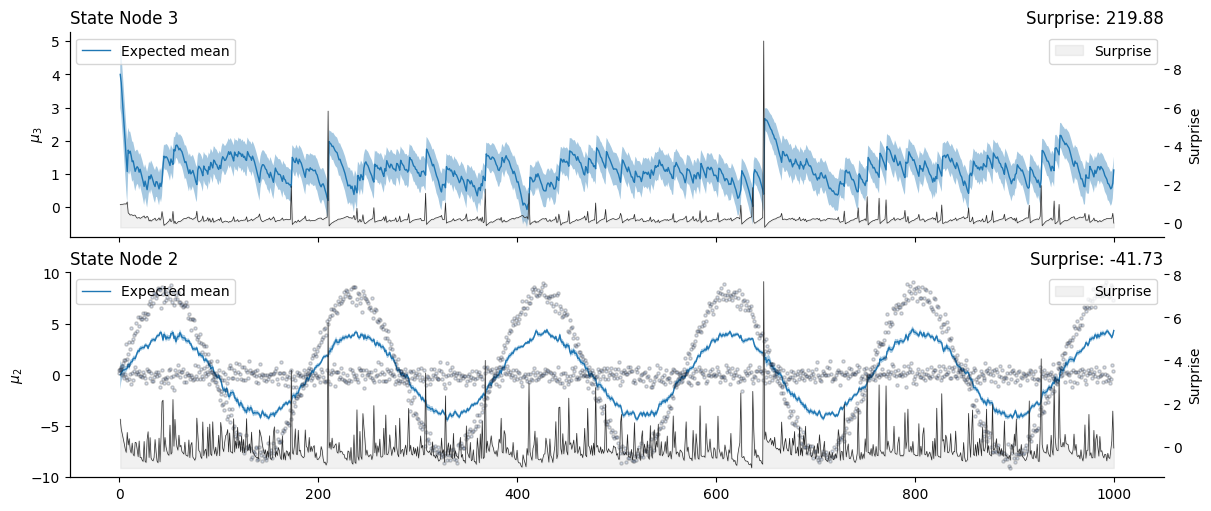 State Node 3
Surprise: 219.88
Expected mean
Surprise
5
4
3
2
1
0
μ3
8
6
4
2
0
Surprise
State Node 2
Surprise: -41.73
Expected mean
Surprise
10
5
0
−5
−10
μ2
8
6
4
2
0
Surprise
0
200
400
600
800
1000